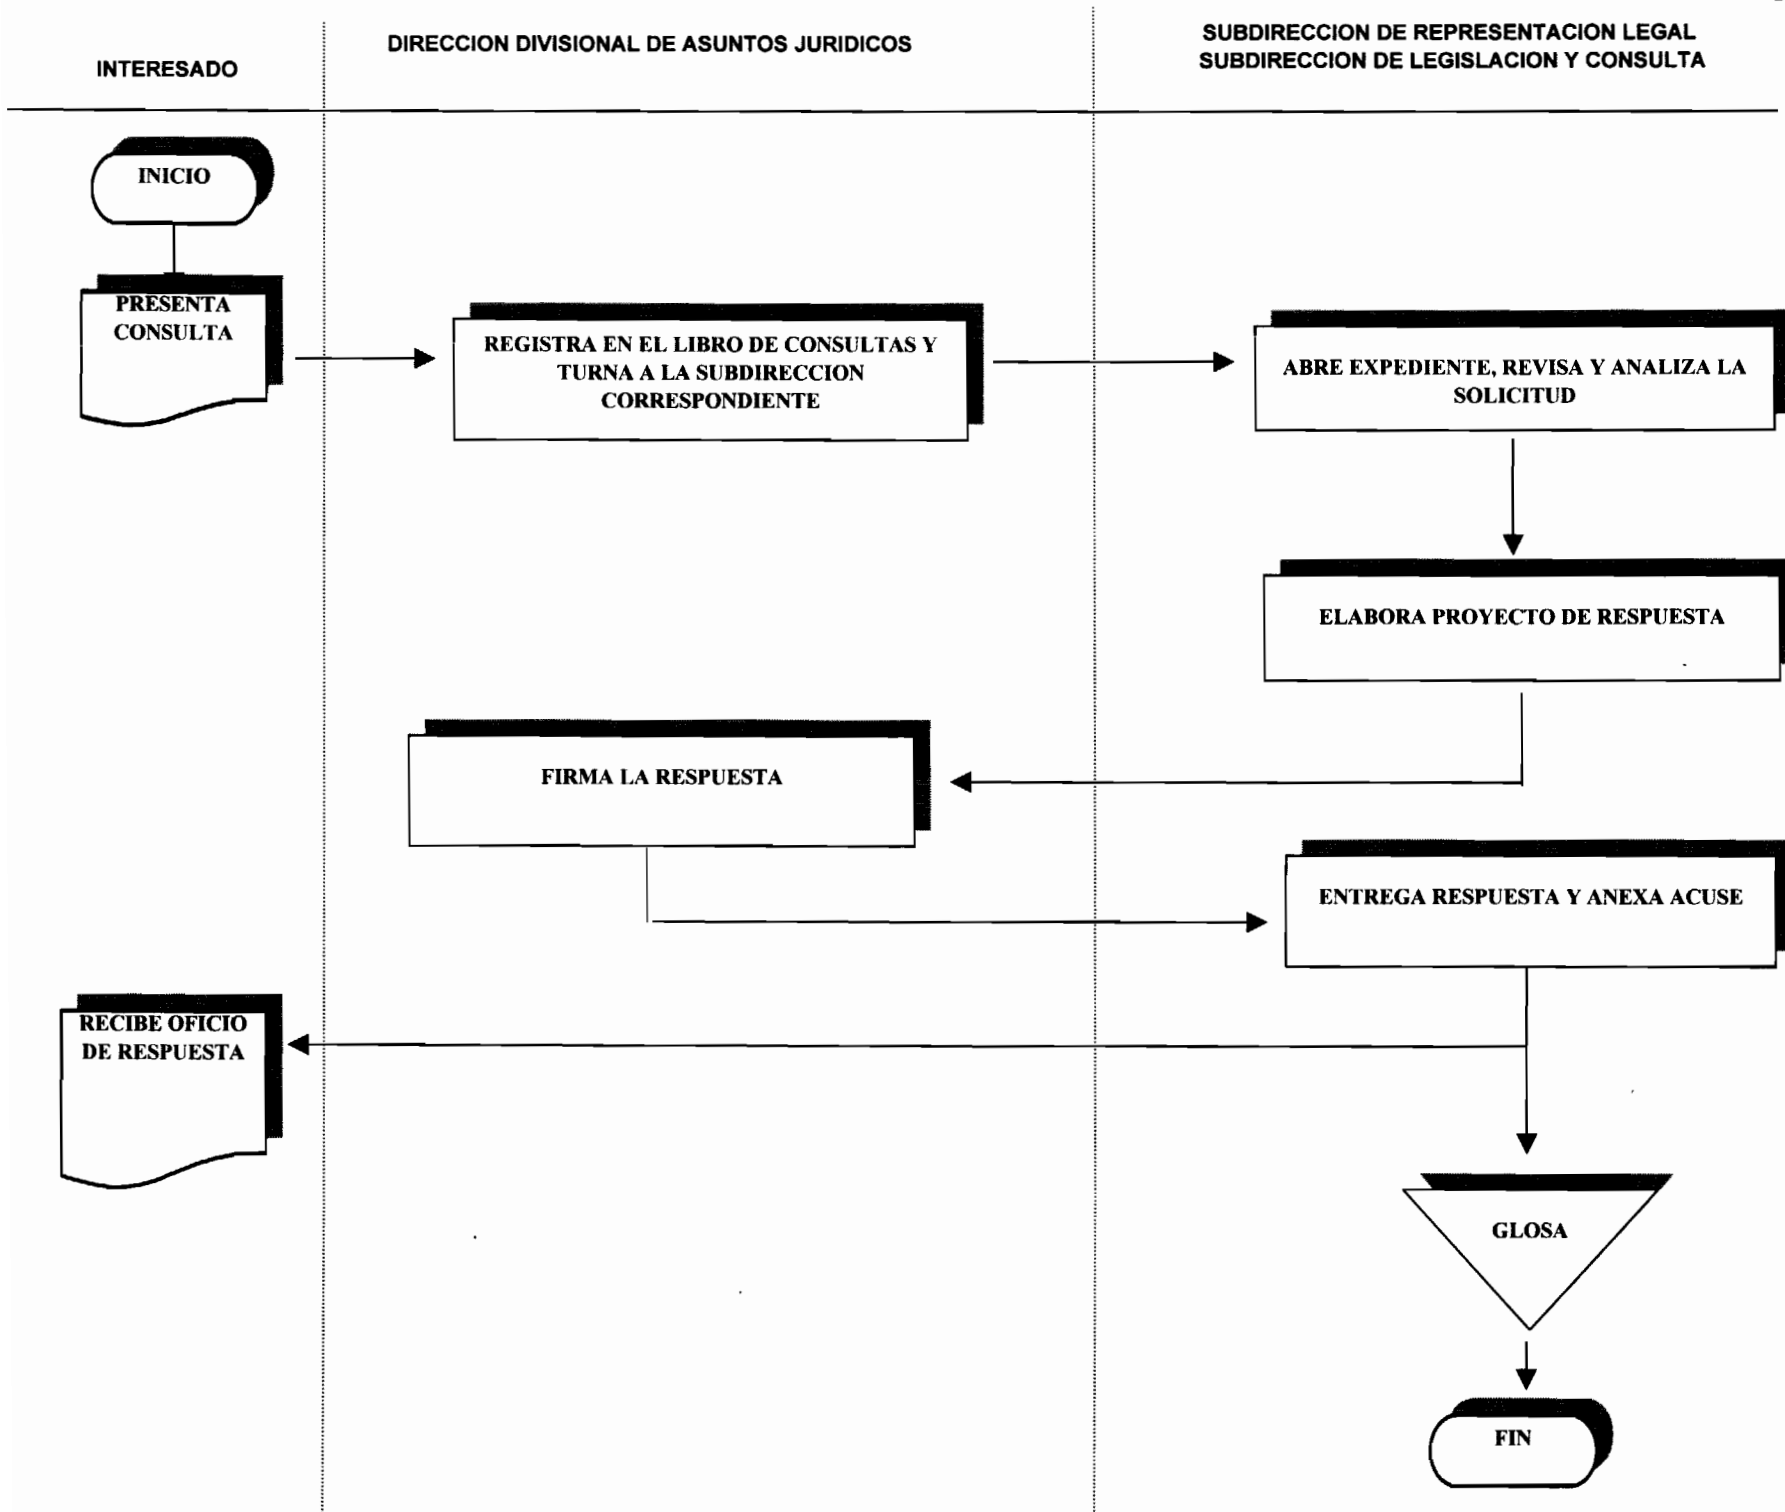 INTERESADO
DIRECCION DIVISIONAL DE ASUNTOS JURIDICOS
SUBDIRECCION DE REPRESENTACION LEGAL
SUBDIRECCION DE LEGISLACION Y CONSULTA
INICIO
PRESENTA
CONSULTA
REGISTRA EN EL LIBRO DE CONSULTAS Y
TURNA A LA SUBDIRECCION
CORRESPONDIENTE
ABRE EXPEDIENTE, REVISA Y ANALIZA LA
SOLICITUD
ELABORA PROYECTO DE RESPUESTA
FIRMA LA RESPUESTA
ENTREGA RESPUESTA Y ANEXA ACUSE
RECIBE OFICIO
DE RESPUESTA
GLOSA
FIN